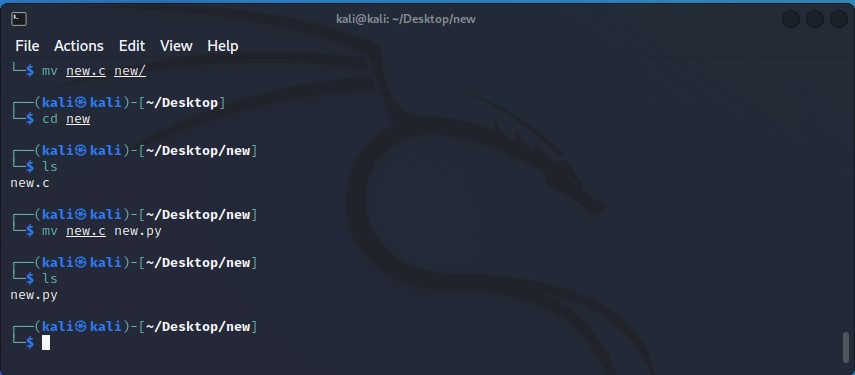 kali@kali: ~/Desktop/new
File Actions Edit View Help
└─$ mv new.c new/
┌──(kali㉿kali)-[~/Desktop]
└─$ cd new
┌──(kali㉿kali)-[~/Desktop/new]
└─$ ls
new.c
┌──(kali㉿kali)-[~/Desktop/new]
└─$ mv new.c new.py
┌──(kali㉿kali)-[~/Desktop/new]
└─$ ls
new.py
┌──(kali㉿kali)-[~/Desktop/new]
└─$